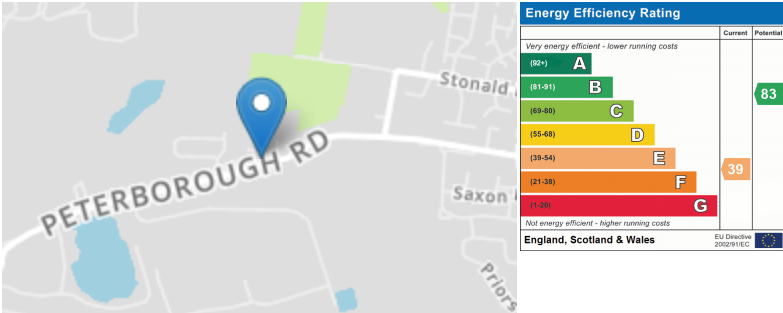 Stonald
PETERBOROUGH RD
Saxon
Priors
Energy Efficiency Rating
Current Potential
Very energy efficient - lower running costs
(92+) A
(81-91) B
83
(69-80) C
(55-68) D
(39-54) E
39
(21-38) F
(1-20) G
Not energy efficient - higher running costs
England, Scotland & Wales
EU Directive
2002/91/EC